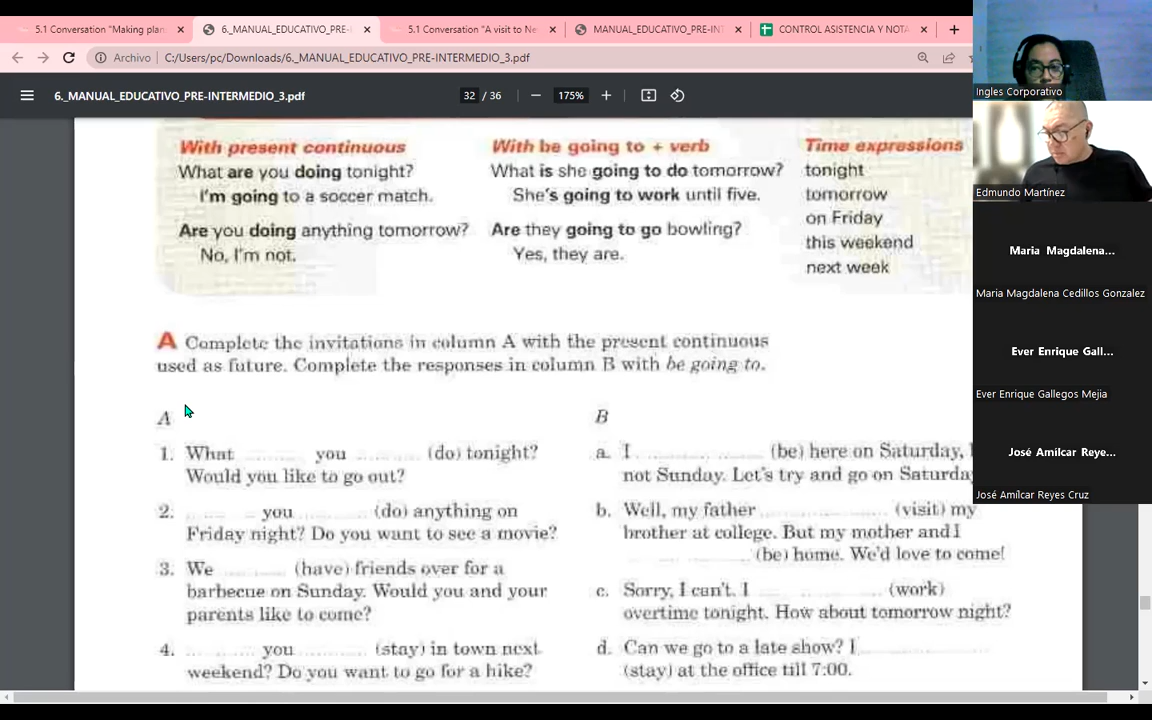 5.1 Conversation "Making plan
6._MANUAL_EDUCATIVO_PRE-I
5.1 Conversation "A visit to Ne
MANUAL_EDUCATIVO_PRE-INT
CONTROL ASISTENCIA Y NOTA
Archivo
C:/Users/pc/Downloads/6._MANUAL_EDUCATIVO_PRE-INTERMEDIO_3.pdf
6._MANUAL_EDUCATIVO_PRE-INTERMEDIO_3.pdf
32 / 36
175%
With present continuous
What are you doing tonight?
I'm going to a soccer match.
Are you doing anything tomorrow?
No, I'm not.
With be going to + verb
What is she going to do tomorrow?
She's going to work until five.
Are they going to go bowling?
Yes, they are.
Time expressions
tonight
tomorrow
on Friday
this weekend
next week
A Complete the invitations in column A with the present continuous
used as future. Complete the responses in column B with be going to.
A
1. What ........ you ........ (do) tonight?
Would you like to go out?
2. ........ you ........ (do) anything on
Friday night? Do you want to see a movie?
3. We ........ (have) friends over for a
barbecue on Sunday. Would you and your
parents like to come?
4. ........ you ........ (stay) in town next
weekend? Do you want to go for a hike?
B
a. I ........ (be) here on Saturday,
not Sunday. Let's try and go on Saturda
b. Well, my father ........ (visit) my
brother at college. But my mother and I
........ (be) home. We'd love to come!
c. Sorry, I can't. I ........ (work)
overtime tonight. How about tomorrow night?
d. Can we go to a late show? I ........
(stay) at the office till 7:00.
Ingles Corporativo
Edmundo Martínez
Maria Magdalena...
Maria Magdalena Cedillos Gonzalez
Ever Enrique Gall...
Ever Enrique Gallegos Mejia
José Amilcar Reye...
José Amílcar Reyes Cruz